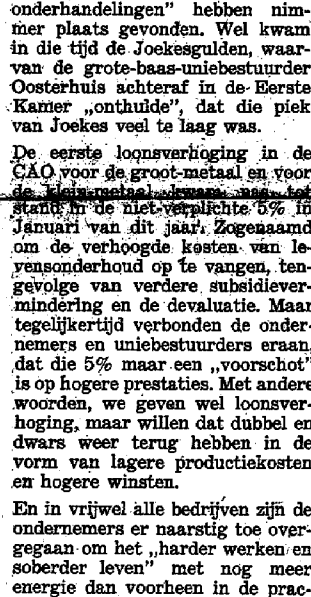 onderhandelingen” hebben nim-
mer plaats gevonden. Wel kwam
in die tijd de Joekesgulden, waar-
van de grote-baas-uniebestuurder
Oosterhuis achteraf in de Eerste
Kamer „onthulde”, dat die piek
van Joekes veel te laag was.
De eerste loonsverhoging in de
CAO voor de groot-metaal en voor
de klein-metaal kwam pas tot
stand in de niet-verplichte 5% in
Januari van dit jaar. Zogenaamd
om de verhoogde kosten van le-
vensonderhoud op te vangen, ten-
gevolge van verdere subsidiever-
mindering en de devaluatie. Maar
tegelijkertijd verbonden de onder-
nemers en uniebestuurders eraan,
dat die 5% maar een „voorschot”
is op hogere prestaties. Met andere
woorden, we geven wel loonsver-
hoging, maar willen dat dubbel en
dwars weer terug hebben in de
vorm van lagere productiekosten
en hogere winsten.
En in vrijwel alle bedrijven zijn de
ondernemers er naarstig toe over-
gegaan om het „harder werken en
soberder leven” met nog meer
energie dan voorheen in de prac-